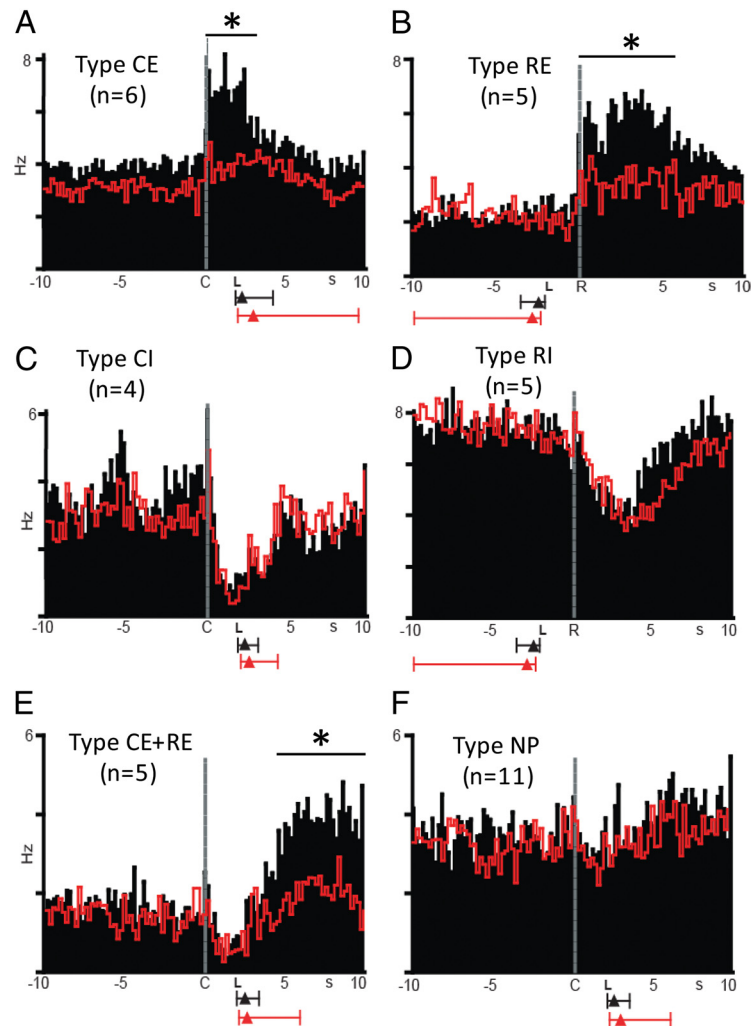 A
Type CE
(n=6)
*
8
Hz
-10 -5 C L 5 s 10
B
Type RE
(n=5)
*
8
-10 -5 L R 5 s 10
C
Type CI
(n=4)
6
Hz
-10 -5 C L 5 s 10
D
Type RI
(n=5)
8
-10 -5 L R 5 s 10
E
Type CE+RE
(n=5)
*
6
Hz
-10 -5 C L 5 s 10
F
Type NP
(n=11)
6
-10 -5 C L 5 s 10